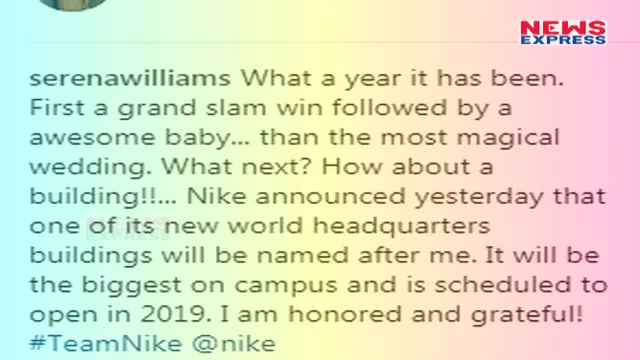 NEWS
EXPRESS
serenawilliams What a year it has been.
First a grand slam win followed by a
awesome baby... than the most magical
wedding. What next? How about a
building!!... Nike announced yesterday that
one of its new world headquarters
buildings will be named after me. It will be
the biggest on campus and is scheduled to
open in 2019. I am honored and grateful!
#TeamNike @nike